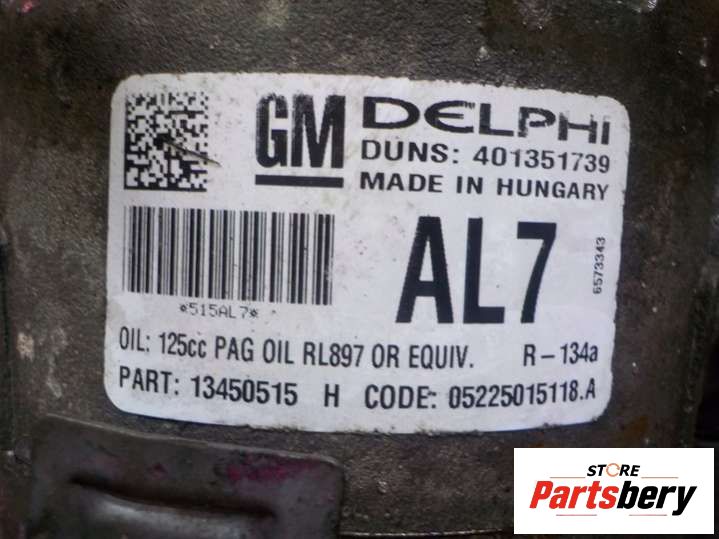 GM DELPHI
DUNS: 401351739
MADE IN HUNGARY
*515AL7*
AL7
6573343
OIL: 125cc PAG OIL RL897 OR EQUIV. R-134a
PART: 13450515 H CODE: 05225015118.A
STORE
Partsbery